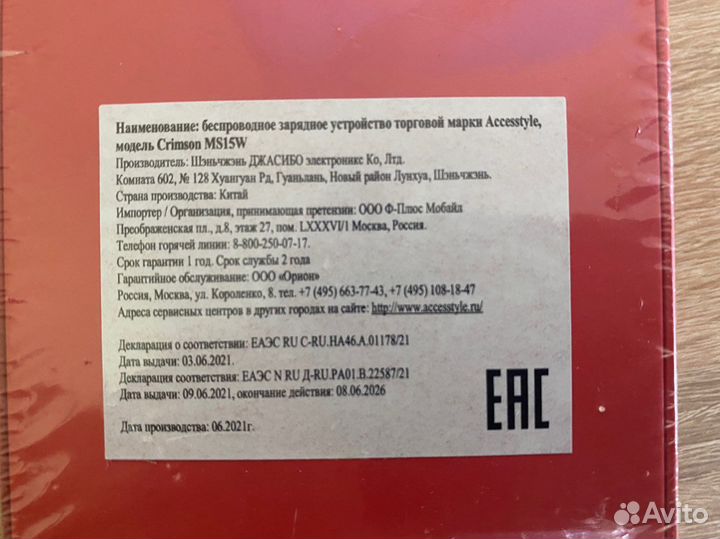 Наименование: беспроводное зарядное устройство торговой марки Accesstyle,
модель Crimson MS15W
Производитель: Шэньчжэнь ДЖАСИБО электроникс Ко, Лтд.
Комната 602, № 128 Хуангуан Рд, Гуаньлань, Новый район Лунхуа, Шэньчжэнь.
Страна производства: Китай
Импортер / Организация, принимающая претензии: ООО Ф-Плюс Мобайл
Преображенская пл., д.8, этаж 27, пом. LXXXVI/1 Москва, Россия.
Телефон горячей линии: 8-800-250-07-17.
Срок гарантии 1 год. Срок службы 2 года
Гарантийное обслуживание: ООО «Орион»
Россия, Москва, ул. Короленко, 8. тел. +7 (495) 663-77-43, +7 (495) 108-18-47
Адреса сервисных центров в других городах на сайте: http://www.accesstyle.ru/
Декларация о соответствии: ЕАЭС RU C-RU.HA46.A.01178/21
Дата выдачи: 03.06.2021.
Декларация соответствия: ЕАЭС N RU Д-RU.РА01.В.22587/21
Дата выдачи: 09.06.2021, окончание действия: 08.06.2026
Дата производства: 06.2021г.
EAC
Avito